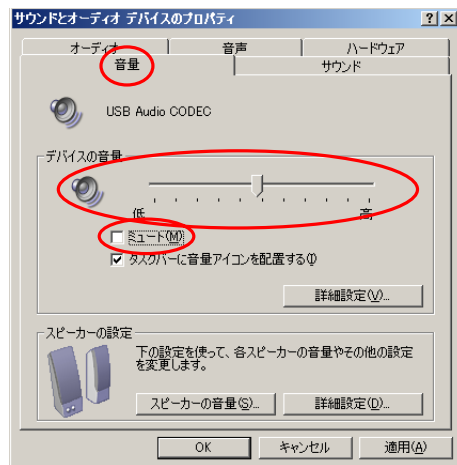 サウンドとオーディオ デバイスのプロパティ
オーディオ 音声 ハードウェア
音量 サウンド
USB Audio CODEC
デバイスの音量
低 高
ミュート(M)
タスクバーに音量アイコンを配置する(I)
詳細設定(V)...
スピーカーの設定
下の設定を使って、各スピーカーの音量やその他の設定
を変更します。
スピーカーの音量(S)... 詳細設定(D)...
OK キャンセル 適用(A)